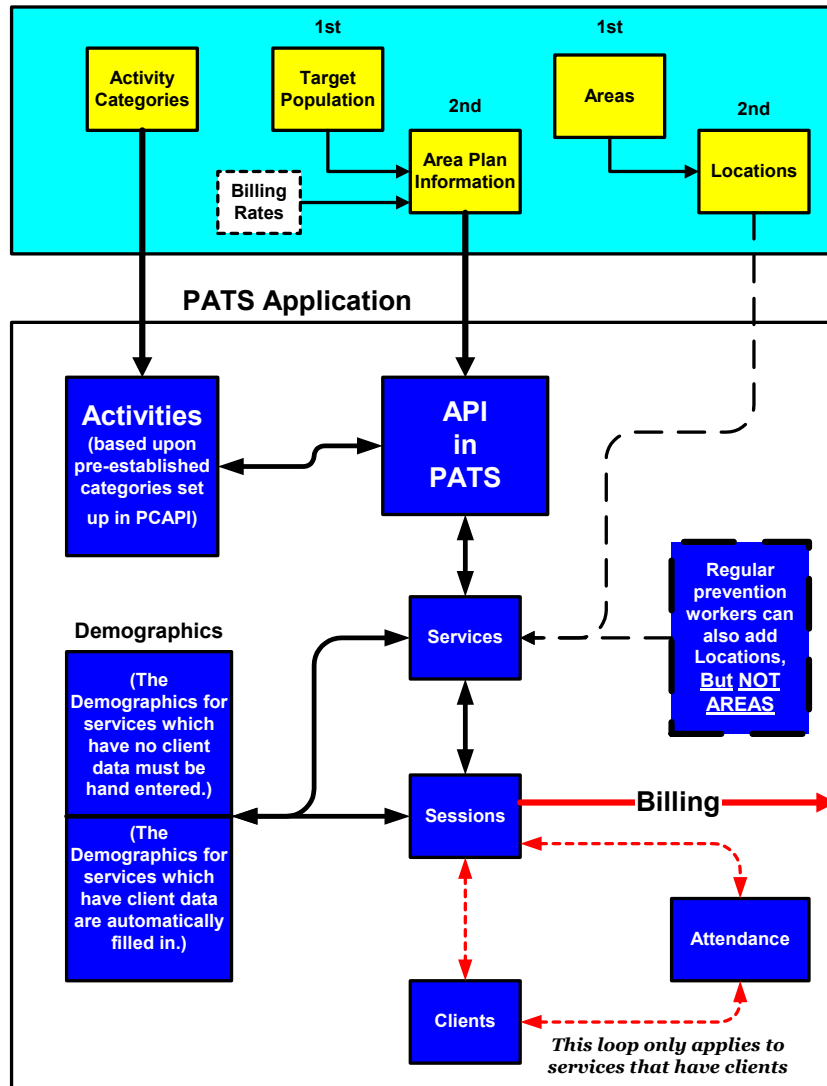 1st
1st
Activity
Categories
Target
Population
Areas
2nd
2nd
Area Plan
Information
Locations
Billing
Rates
PATS Application
Activities
(based upon
pre-established
categories set
up in PCAPI)
API
in
PATS
Regular
prevention
workers can
also add
Locations,
But NOT
AREAS
Services
Demographics
(The
Demographics for
services which
have no client
data must be
hand entered.)
(The
Demographics for
services which
have client data
are automatically
filled in.)
Sessions
Billing
Attendance
Clients
This loop only applies to
services that have clients